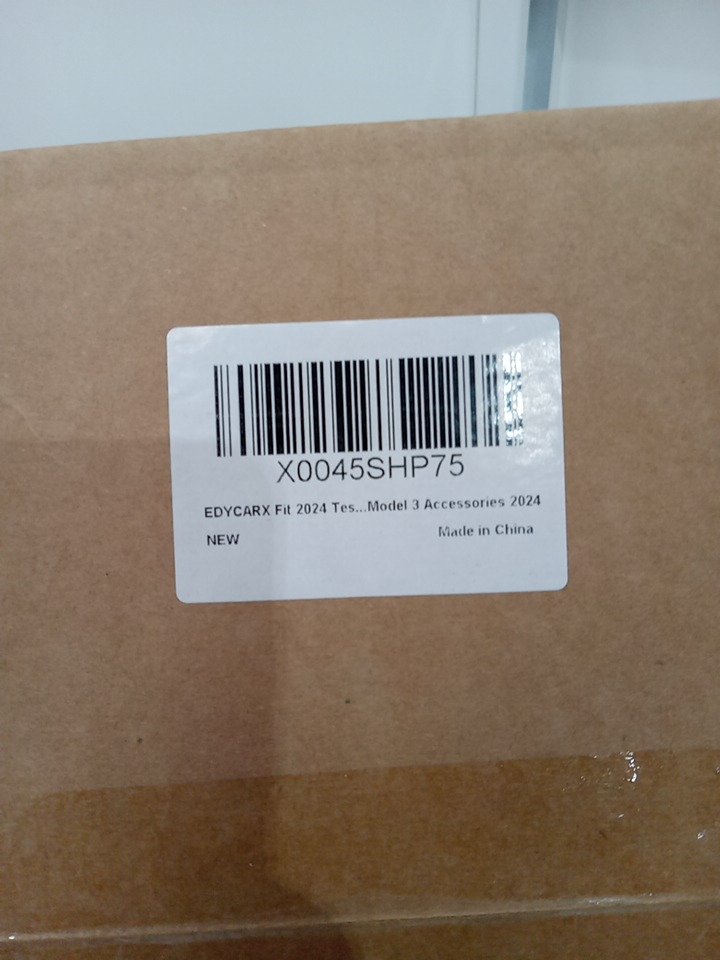 X0045SHP75
EDYCARX Fit 2024 Tes...Model 3 Accessories 2024
NEW
Made in China